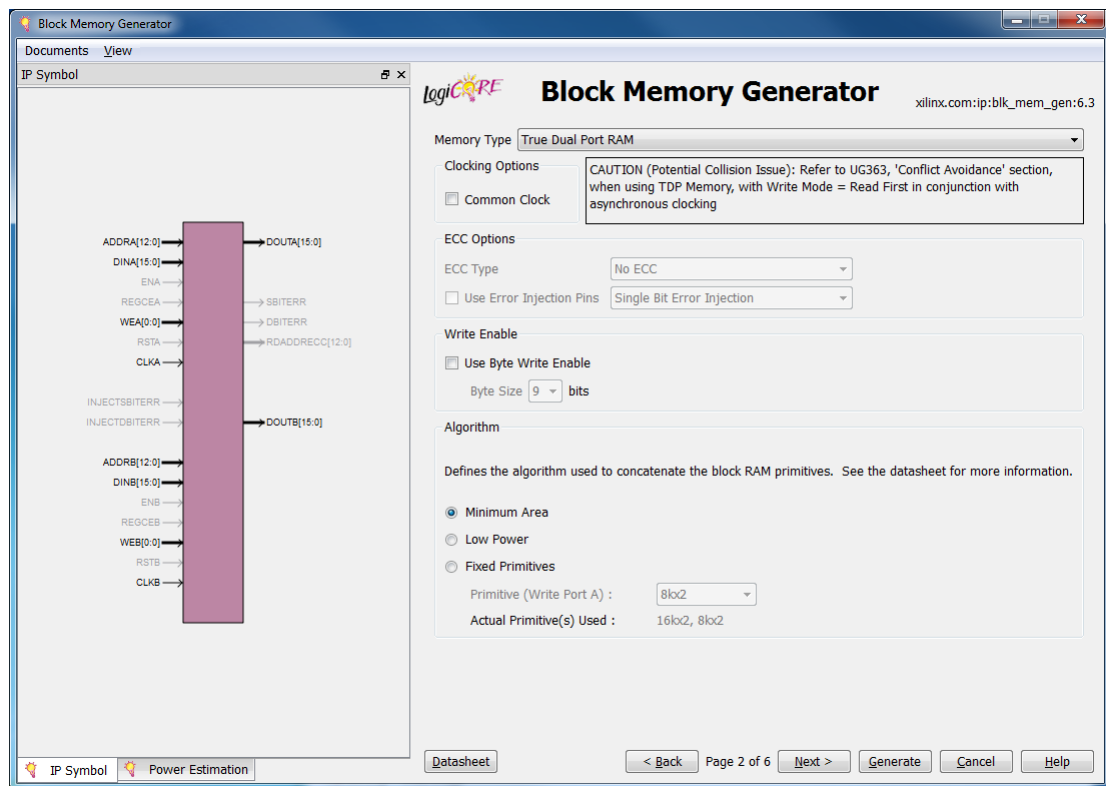 Block Memory Generator
Documents View
IP Symbol
ADDRA[12:0]
DOUTA[15:0]
DINA[15:0]
ENA
REGCEA
SBITERR
WEA[0:0]
DBITERR
RSTA
RDADDRECC[12:0]
CLKA
INJECTSBITERR
INJECTDBITERR
DOUTB[15:0]
ADDRB[12:0]
DINB[15:0]
ENB
REGCEB
WEB[0:0]
RSTB
CLKB
IP Symbol
Power Estimation
logiCORE
Block Memory Generator
xilinx.com:ip:blk_mem_gen:6.3
Memory Type True Dual Port RAM
Clocking Options
Common Clock
CAUTION (Potential Collision Issue): Refer to UG363, 'Conflict Avoidance' section,
when using TDP Memory, with Write Mode = Read First in conjunction with
asynchronous clocking
ECC Options
ECC Type No ECC
Use Error Injection Pins Single Bit Error Injection
Write Enable
Use Byte Write Enable
Byte Size 9 bits
Algorithm
Defines the algorithm used to concatenate the block RAM primitives. See the datasheet for more information.
Minimum Area
Low Power
Fixed Primitives
Primitive (Write Port A) : 8kx2
Actual Primitive(s) Used : 16kx2, 8kx2
Datasheet
< Back Page 2 of 6 Next > Generate Cancel Help